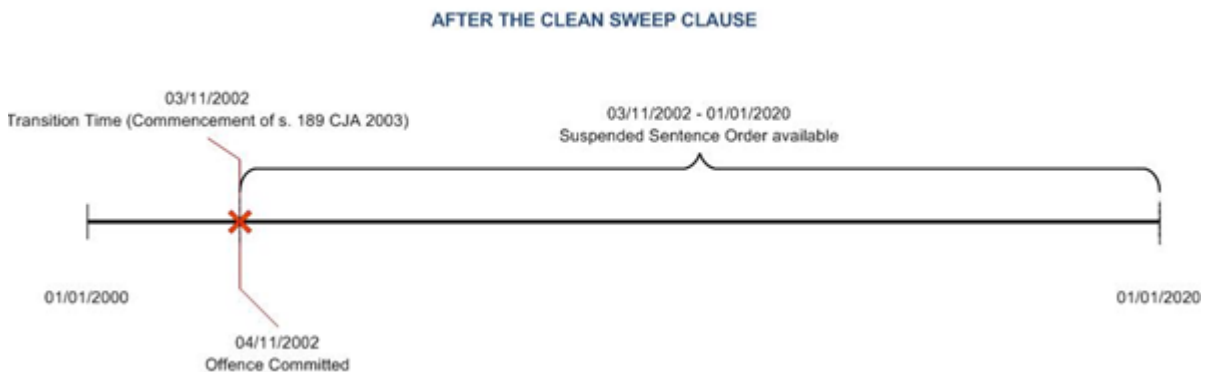 AFTER THE CLEAN SWEEP CLAUSE
03/11/2002
Transition Time (Commencement of s. 189 CJA 2003)
03/11/2002 - 01/01/2020
Suspended Sentence Order available
01/01/2000
01/01/2020
04/11/2002
Offence Committed